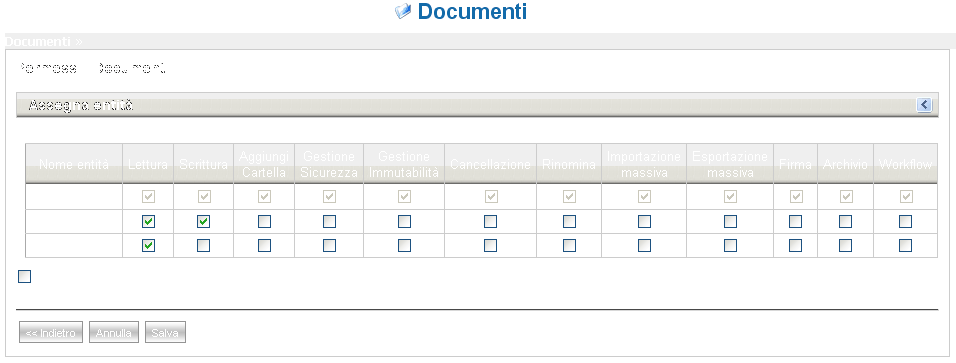 Documenti
Documenti »
Permessi Documenti
Assegna entità
Nome entità Lettura Scrittura Aggiungi Cartella Gestione Sicurezza Gestione Immutabilità Cancellazione Rinomina Importazione massiva Esportazione massiva Firma Archivio Workflow
<< Indietro Annulla Salva